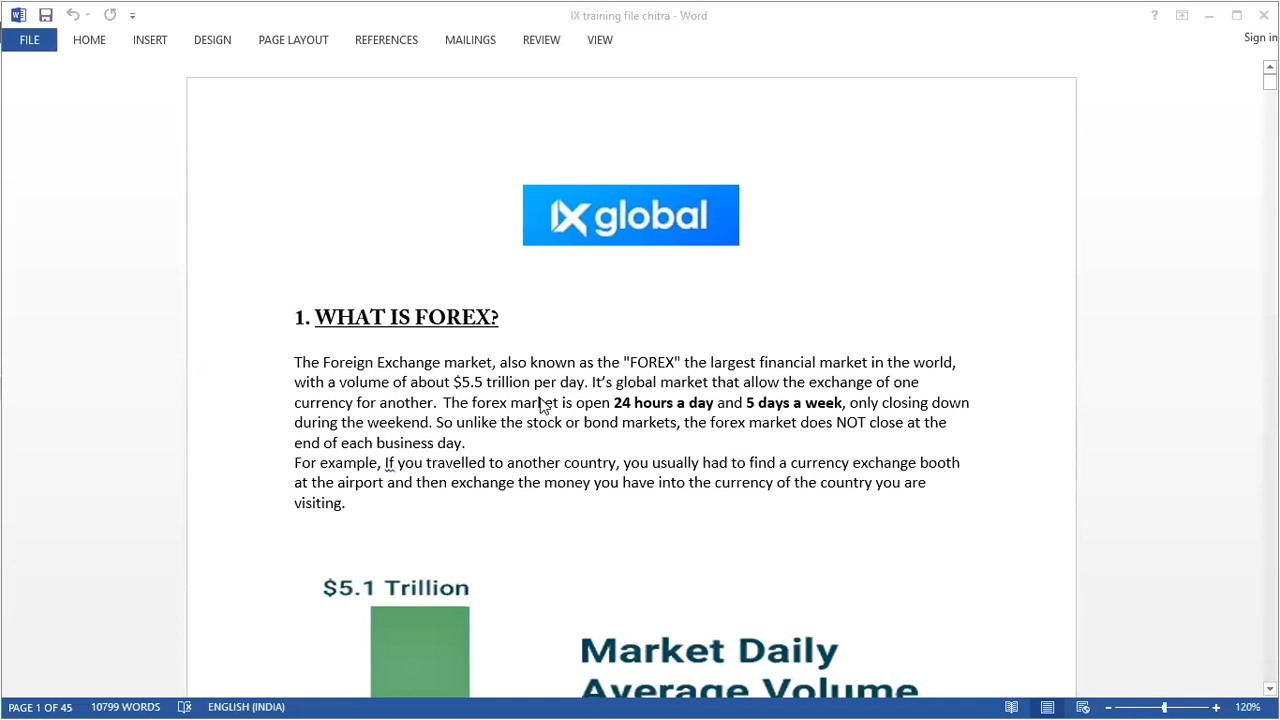 IX training file chitra - Word
?
Sign in
FILE HOME INSERT DESIGN PAGE LAYOUT REFERENCES MAILINGS REVIEW VIEW
IX global
1. WHAT IS FOREX?
The Foreign Exchange market, also known as the "FOREX" the largest financial market in the world,
with a volume of about $5.5 trillion per day. It’s global market that allow the exchange of one
currency for another.  The forex market is open 24 hours a day and 5 days a week, only closing down
during the weekend. So unlike the stock or bond markets, the forex market does NOT close at the
end of each business day.
For example, If you travelled to another country, you usually had to find a currency exchange booth
at the airport and then exchange the money you have into the currency of the country you are
visiting.
$5.1 Trillion
Market Daily
Average Volume
PAGE 1 OF 45 10799 WORDS ENGLISH (INDIA) 120%